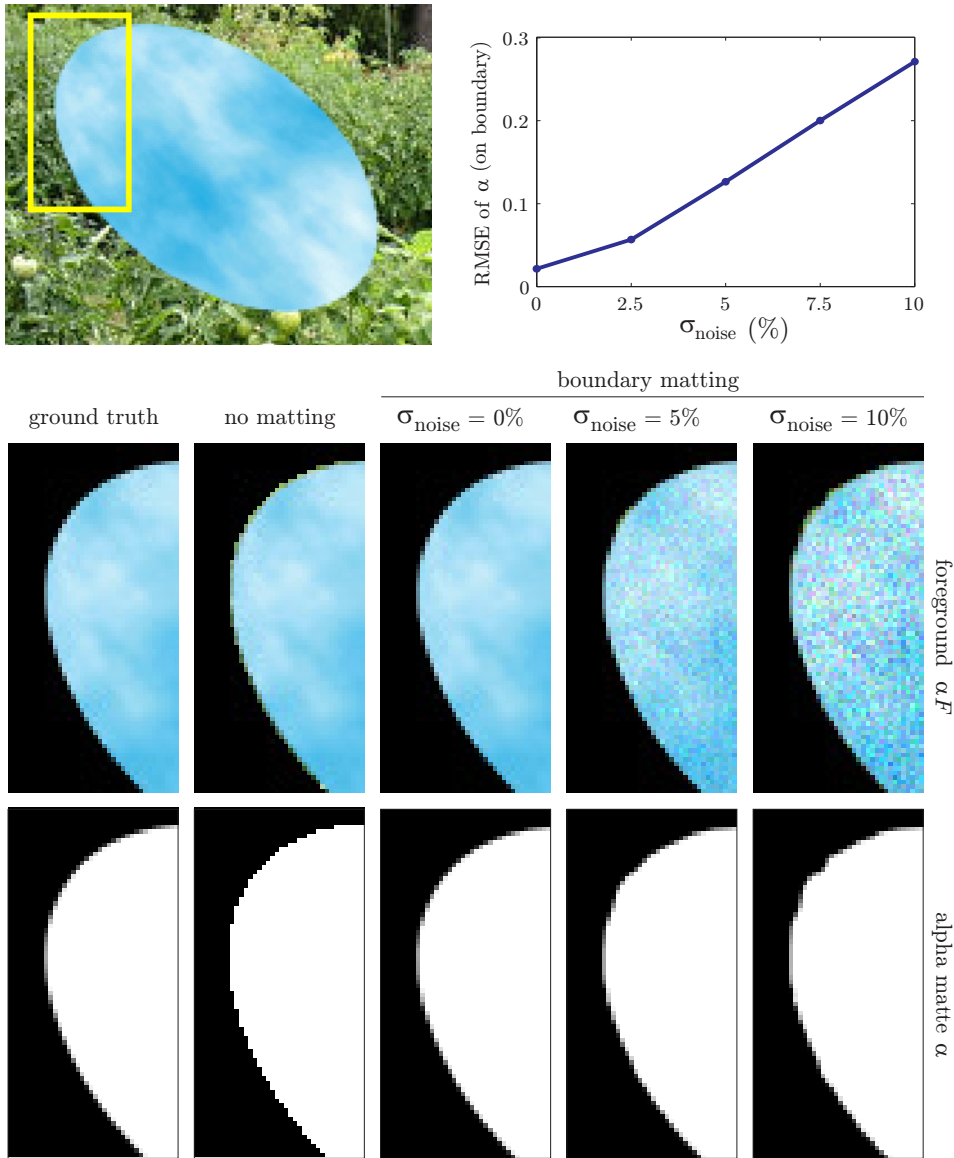 0.3
0.2
0.1
0
RMSE of α (on boundary)
0 2.5 5 7.5 10
σnoise (%)
boundary matting
ground truth no matting σnoise = 0% σnoise = 5% σnoise = 10%
foreground αF
alpha matte α